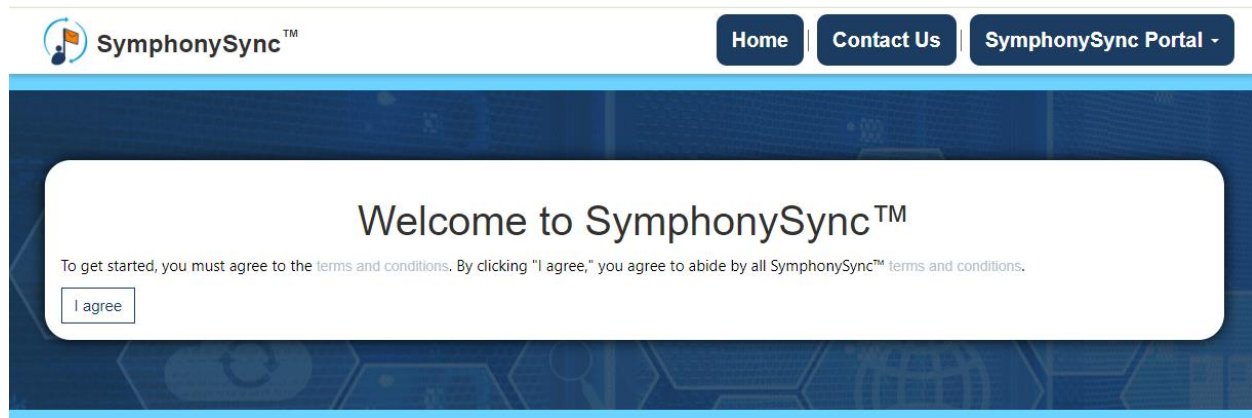 SymphonySync™
Home
Contact Us
SymphonySync Portal
Welcome to SymphonySync™
To get started, you must agree to the terms and conditions. By clicking "I agree," you agree to abide by all SymphonySync™ terms and conditions.
I agree